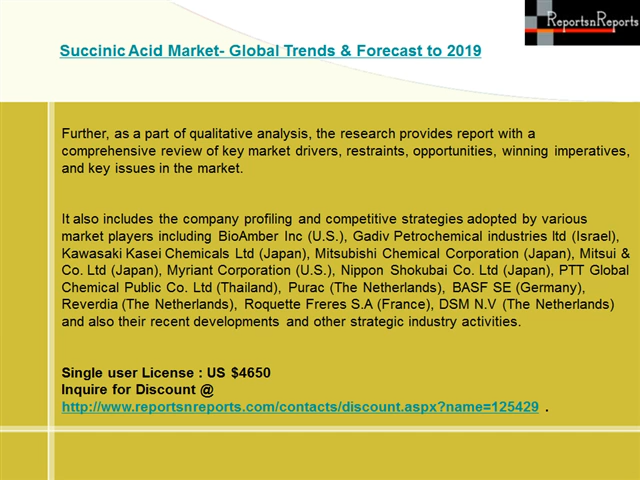 ReportsnReports
Succinic Acid Market- Global Trends & Forecast to 2019
Further, as a part of qualitative analysis, the research provides report with a
comprehensive review of key market drivers, restraints, opportunities, winning imperatives,
and key issues in the market.
It also includes the company profiling and competitive strategies adopted by various
market players including BioAmber Inc (U.S.), Gadiv Petrochemical industries ltd (Israel),
Kawasaki Kasei Chemicals Ltd (Japan), Mitsubishi Chemical Corporation (Japan), Mitsui &
Co. Ltd (Japan), Myriant Corporation (U.S.), Nippon Shokubai Co. Ltd (Japan), PTT Global
Chemical Public Co. Ltd (Thailand), Purac (The Netherlands), BASF SE (Germany),
Reverdia (The Netherlands), Roquette Freres S.A (France), DSM N.V (The Netherlands)
and also their recent developments and other strategic industry activities.
Single user License : US $4650
Inquire for Discount @
http://www.reportsnreports.com/contacts/discount.aspx?name=125429 .